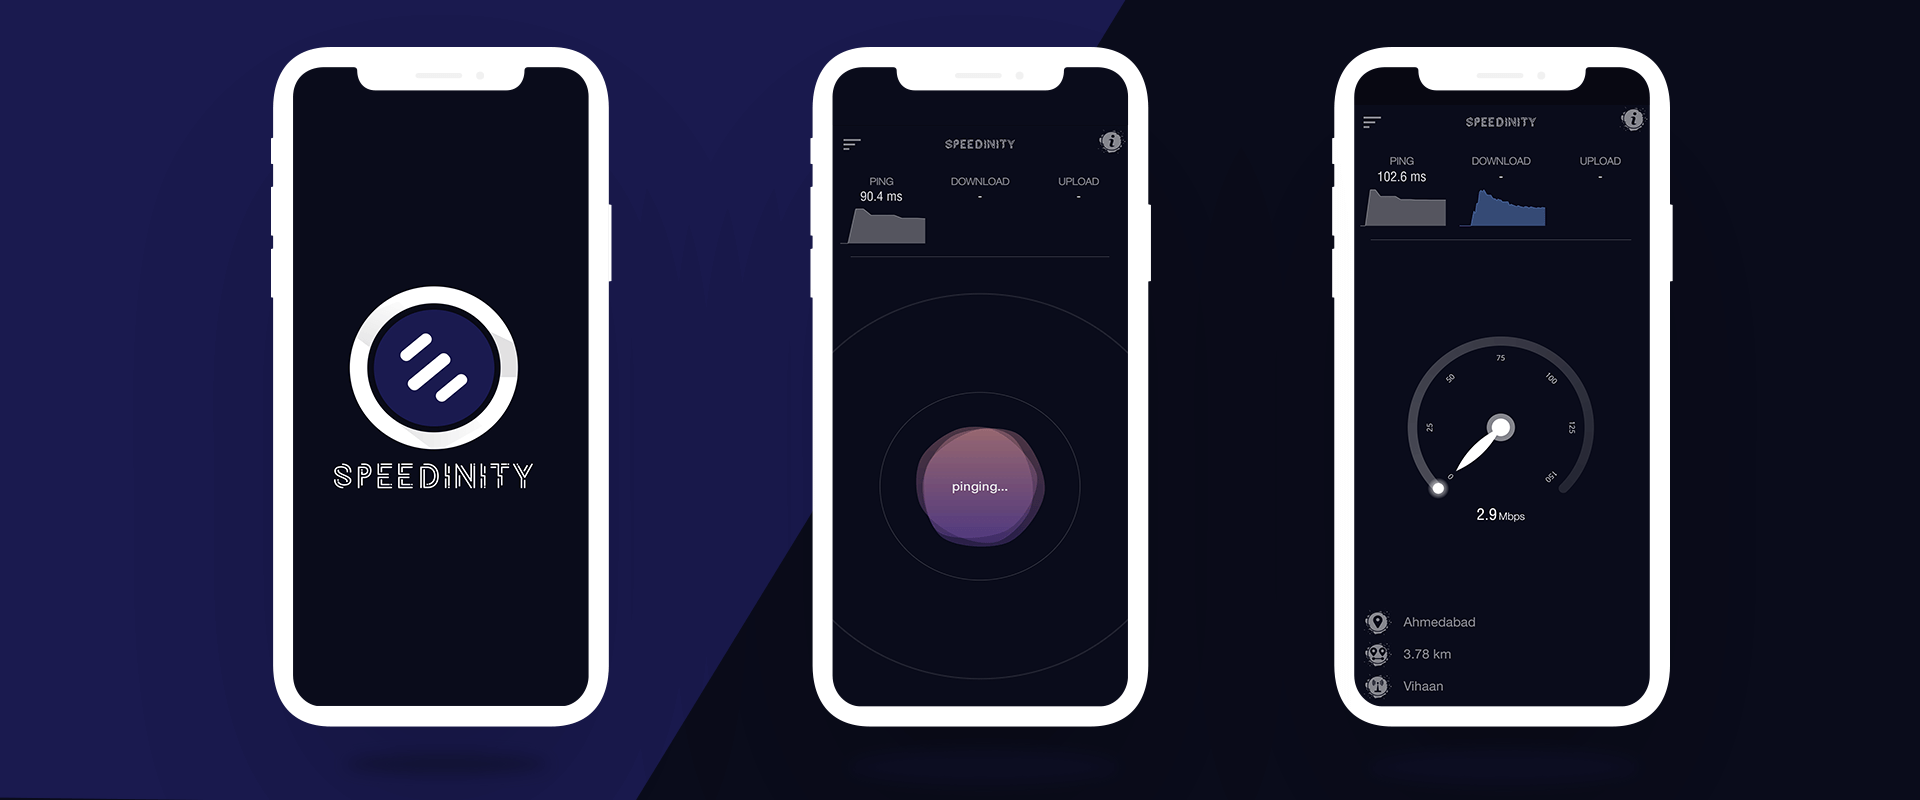 SPEEDINITY
SPEEDINITY
PING DOWNLOAD UPLOAD
90.4 ms - -
pinging...
SPEEDINITY
PING DOWNLOAD UPLOAD
102.6 ms - -
75
50 100
25 125
0 150
2.9 Mbps
Ahmedabad
3.78 km
Vihaan